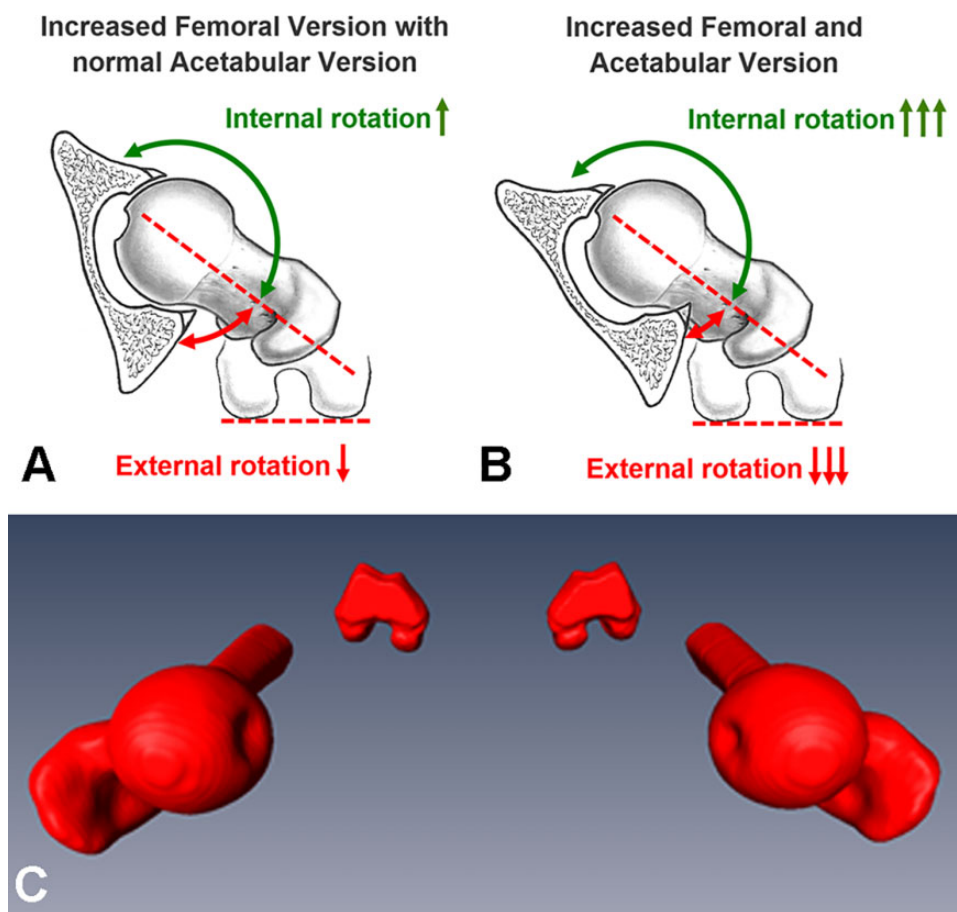 Increased Femoral Version with
normal Acetabular Version
Internal rotation ↑
A
External rotation ↓
Increased Femoral and
Acetabular Version
Internal rotation ↑↑↑
B
External rotation ↓↓↓
C